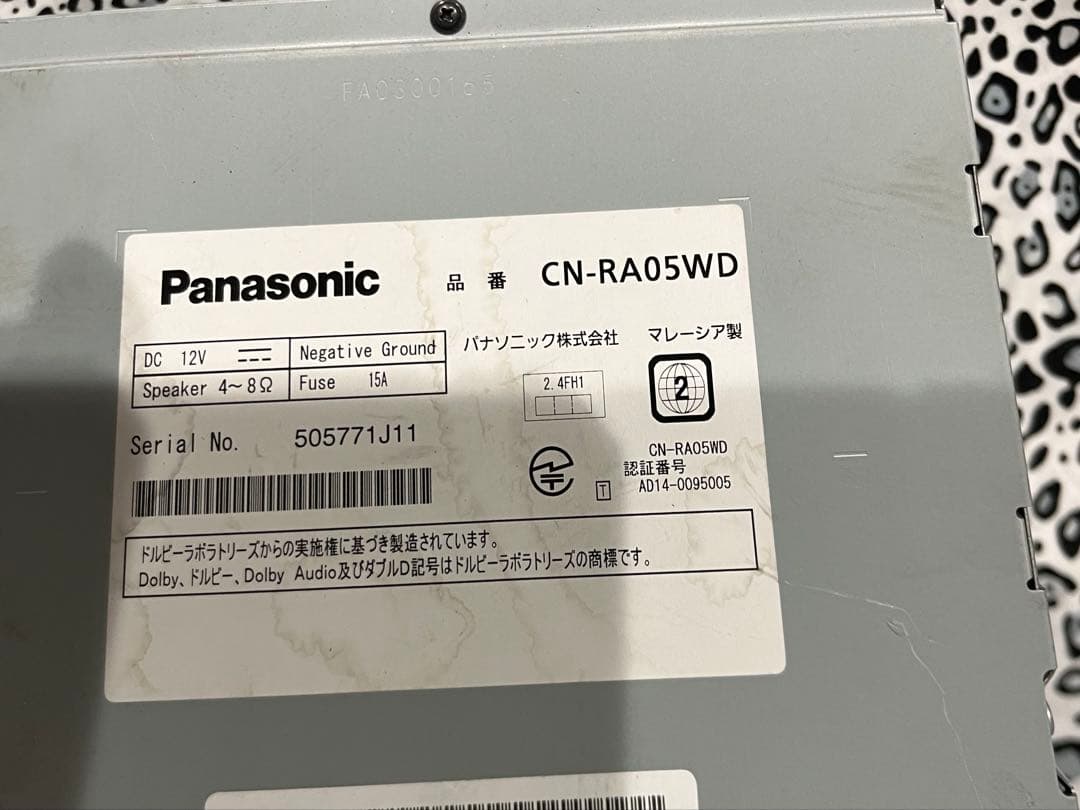 Panasonic 品番 CN-RA05WD
DC 12V Negative Ground
Speaker 4～8Ω Fuse 15A
パナソニック株式会社 マレーシア製
2.4FH1
2
Serial No. 505771J11
CN-RA05WD
認証番号
T AD14-0095005
ドルビーラボラトリーズからの実施権に基づき製造されています。
Dolby、ドルビー、Dolby Audio及びダブルD記号はドルビーラボラトリーズの商標です。